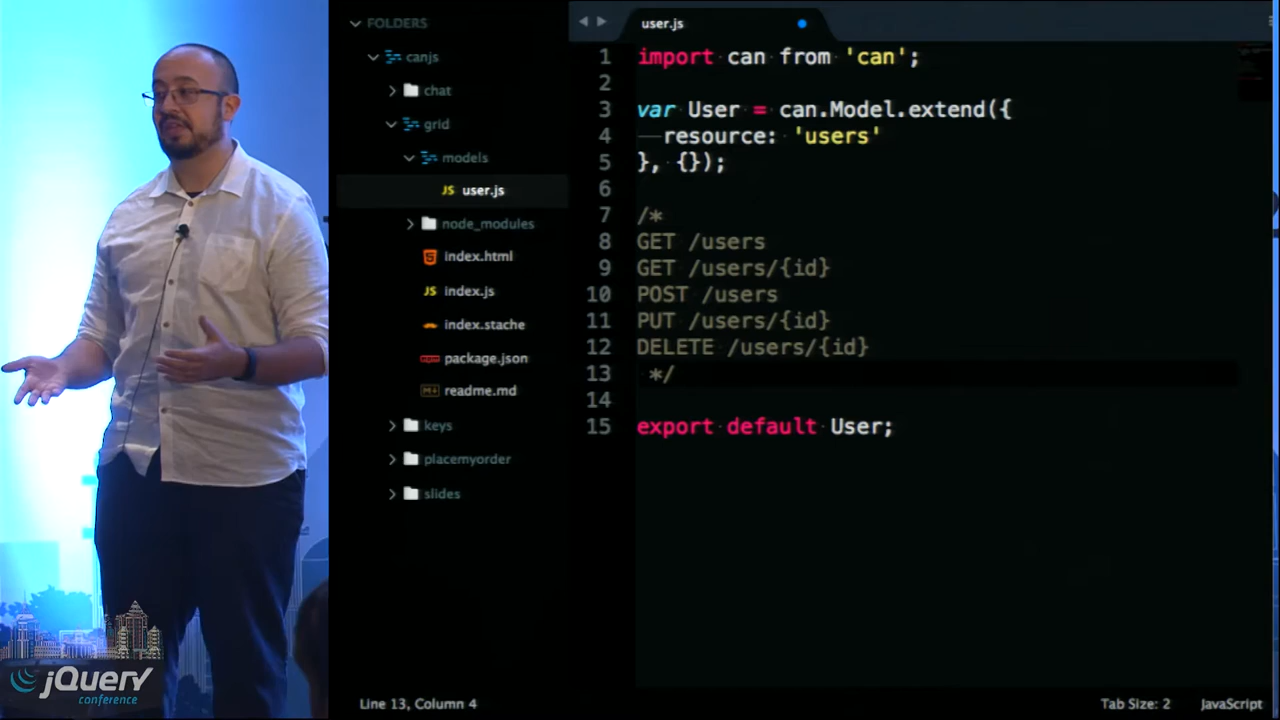 FOLDERS
canjs
chat
grid
models
user.js
node_modules
index.html
index.js
index.stache
package.json
readme.md
keys
placemyorder
slides
user.js
1 import can from 'can';
2
3 var User = can.Model.extend({
4 resource: 'users'
5 }, {});
6
7 /*
8 GET /users
9 GET /users/{id}
10 POST /users
11 PUT /users/{id}
12 DELETE /users/{id}
13 */
14
15 export default User;
Line 13, Column 4
Tab Size: 2
JavaScript
jQuery
conference